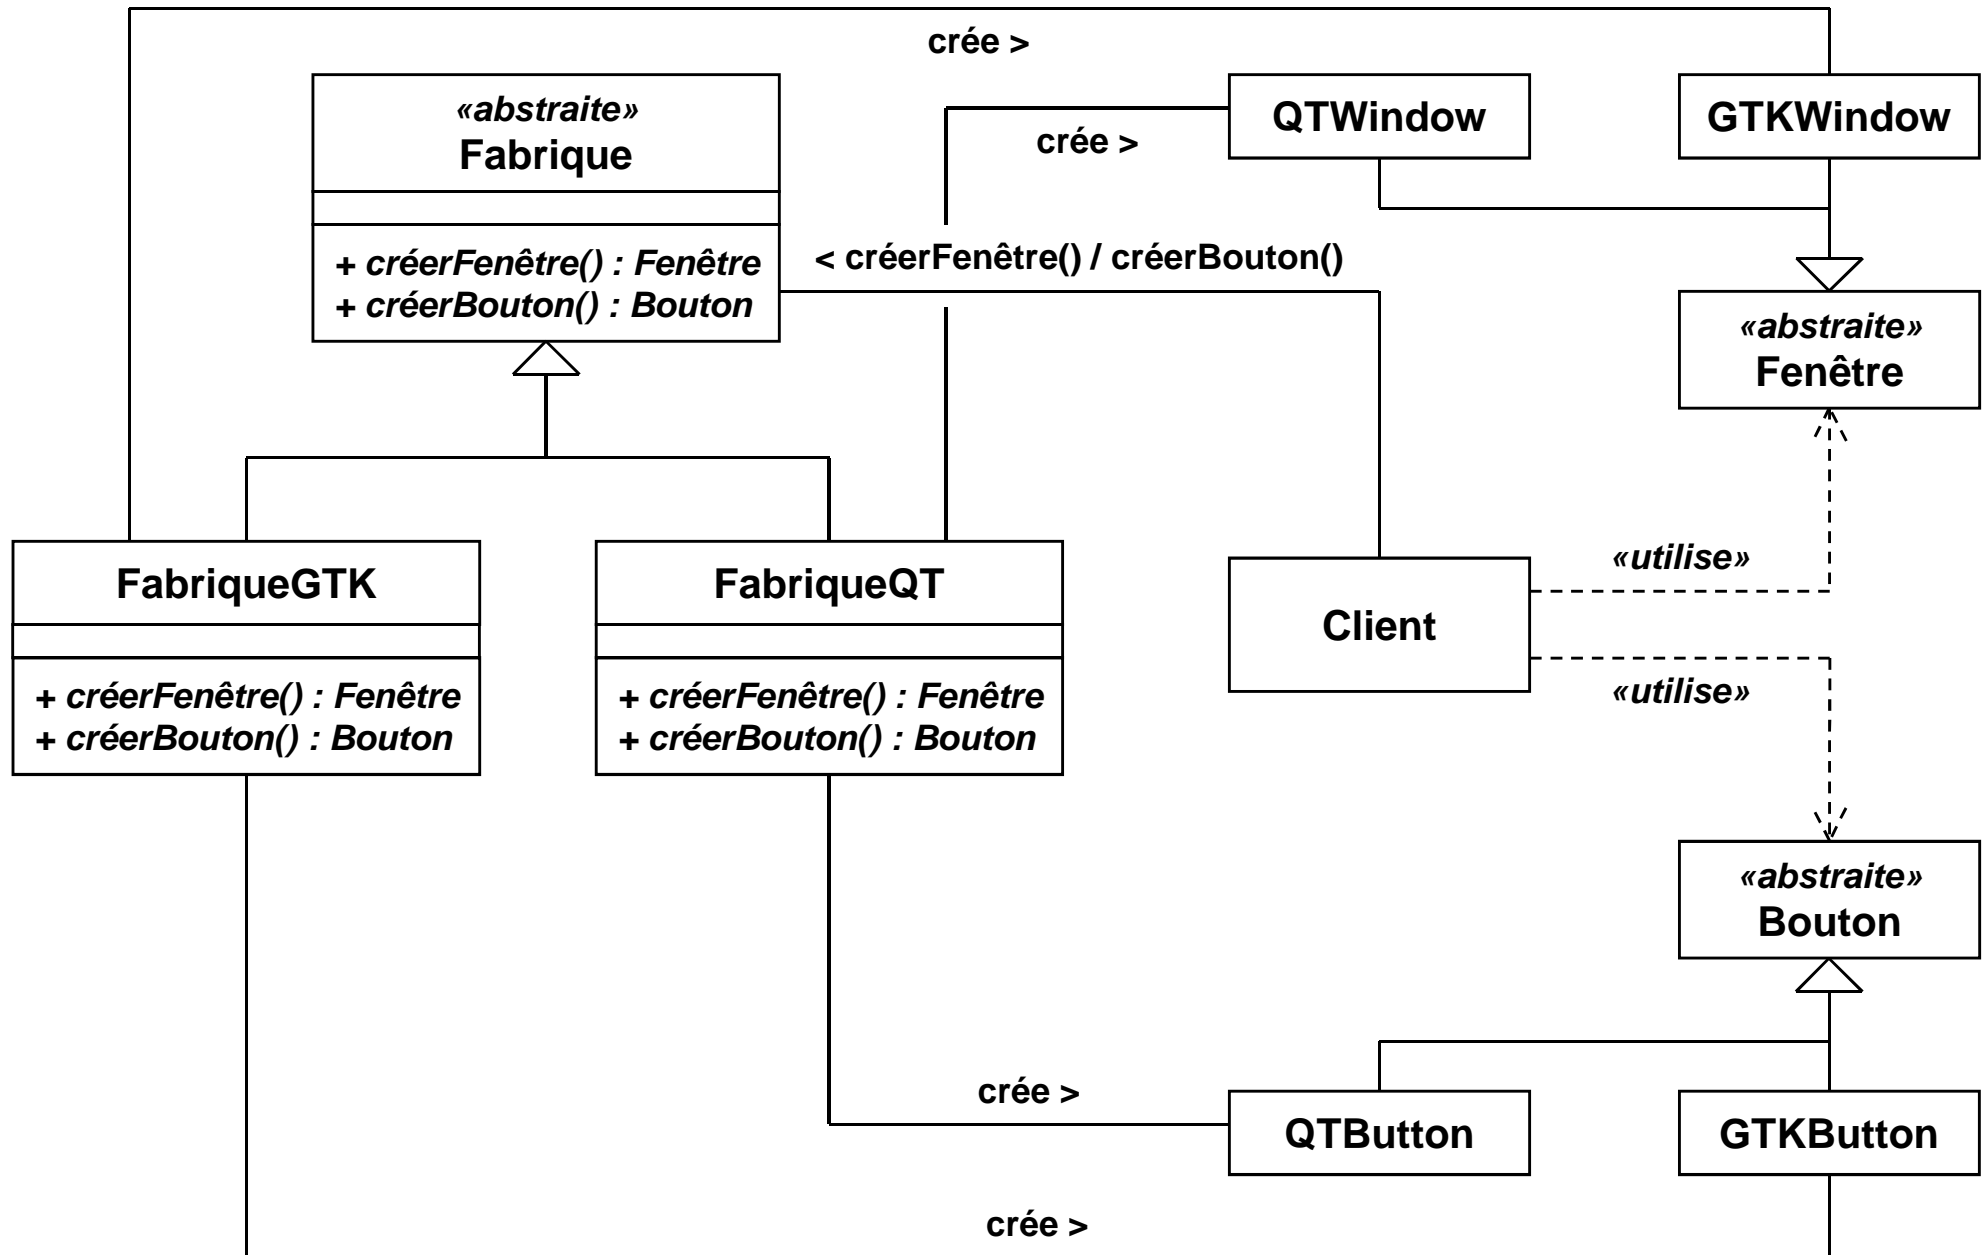 crée >
«abstraite»
Fabrique
+ créerFenêtre() : Fenêtre
+ créerBouton() : Bouton
crée >
QTWindow
GTKWindow
< créerFenêtre() / créerBouton()
«abstraite»
Fenêtre
FabriqueGTK
+ créerFenêtre() : Fenêtre
+ créerBouton() : Bouton
FabriqueQT
+ créerFenêtre() : Fenêtre
+ créerBouton() : Bouton
Client
«utilise»
«utilise»
«abstraite»
Bouton
crée >
QTButton
GTKButton
crée >